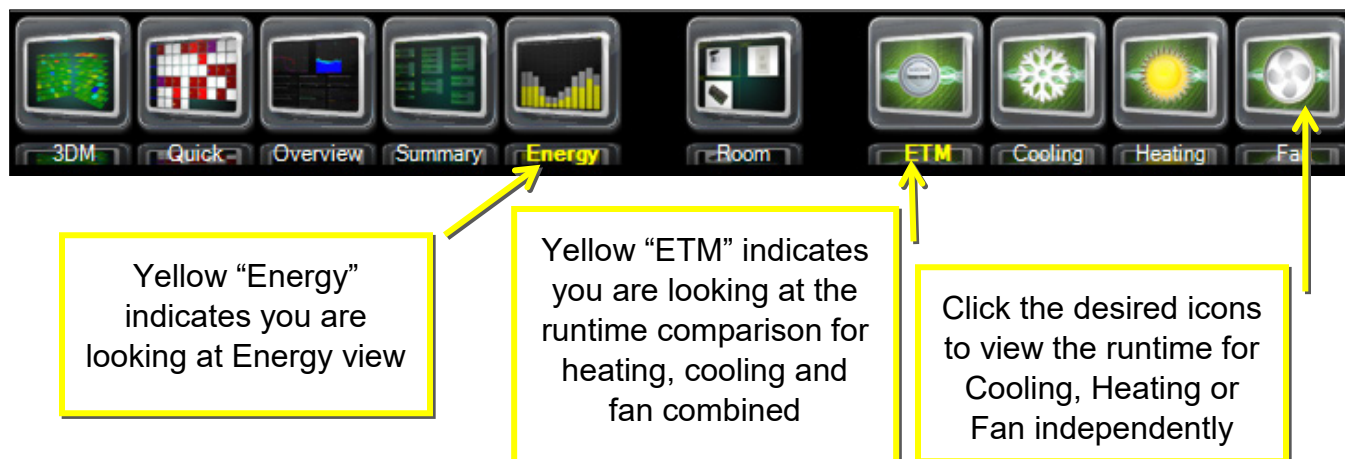 3DM Quick Overview Summary Energy Room ETM Cooling Heating Fan
Yellow “Energy”
indicates you are
looking at Energy view
Yellow “ETM” indicates
you are looking at the
runtime comparison for
heating, cooling and
fan combined
Click the desired icons
to view the runtime for
Cooling, Heating or
Fan independently